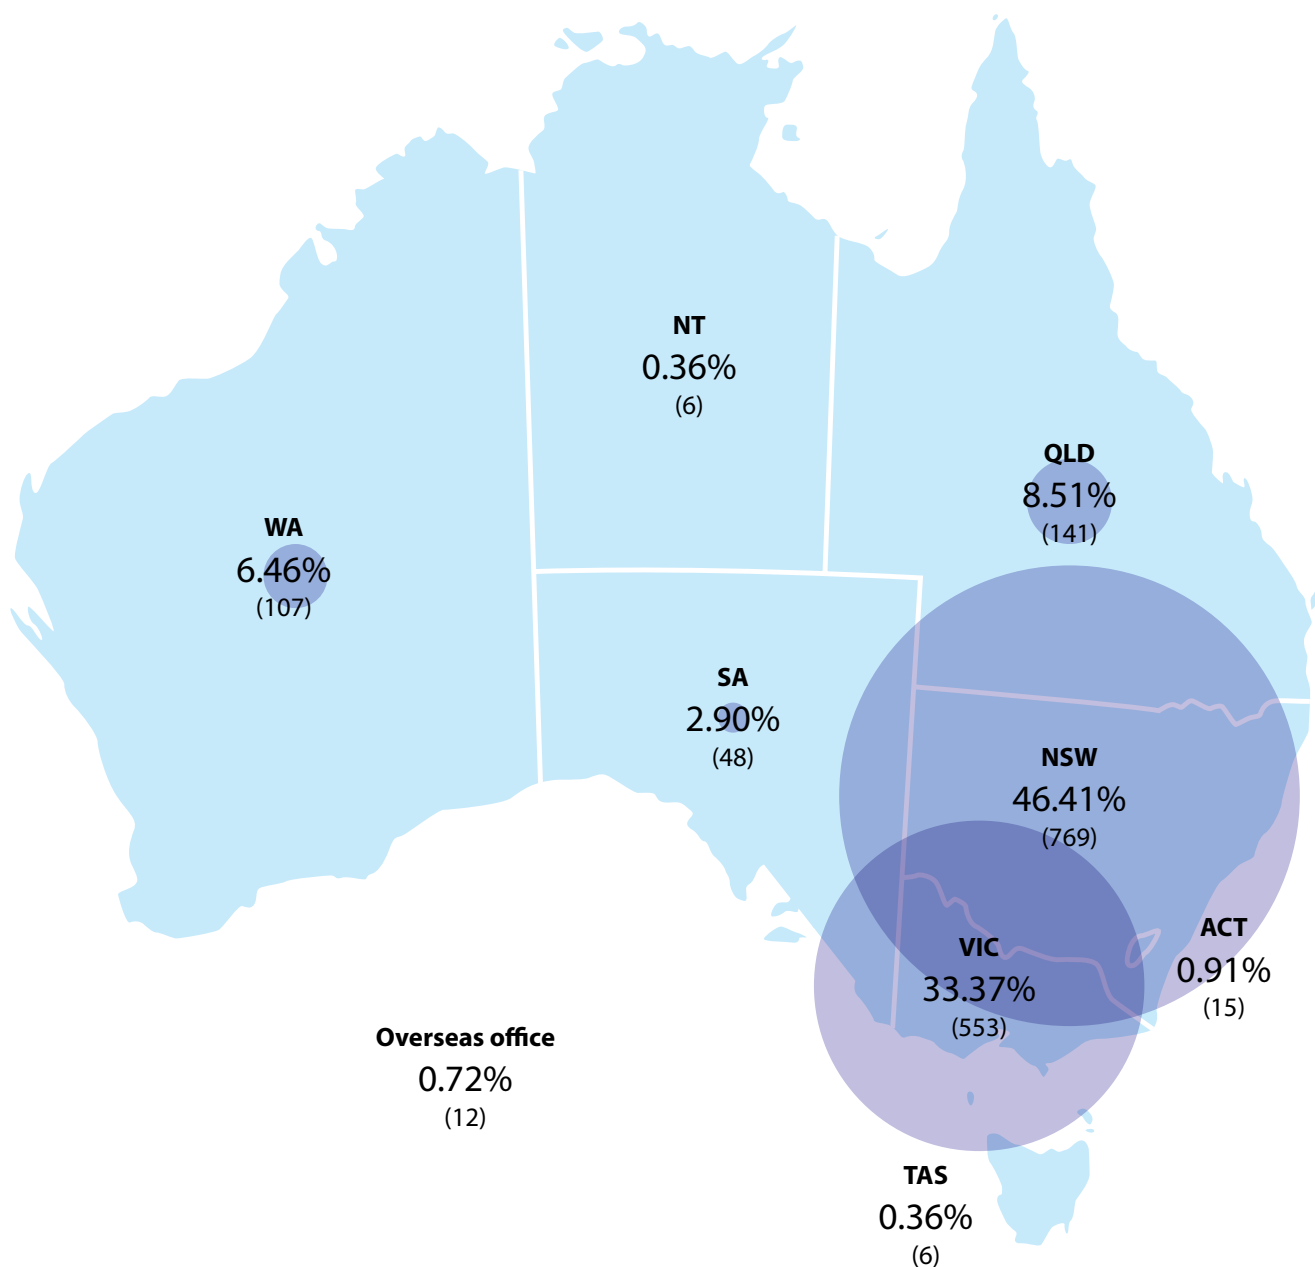 NT
0.36%
(6)
QLD
8.51%
(141)
WA
6.46%
(107)
SA
2.90%
(48)
NSW
46.41%
(769)
ACT
0.91%
(15)
VIC
33.37%
(553)
Overseas office
0.72%
(12)
TAS
0.36%
(6)